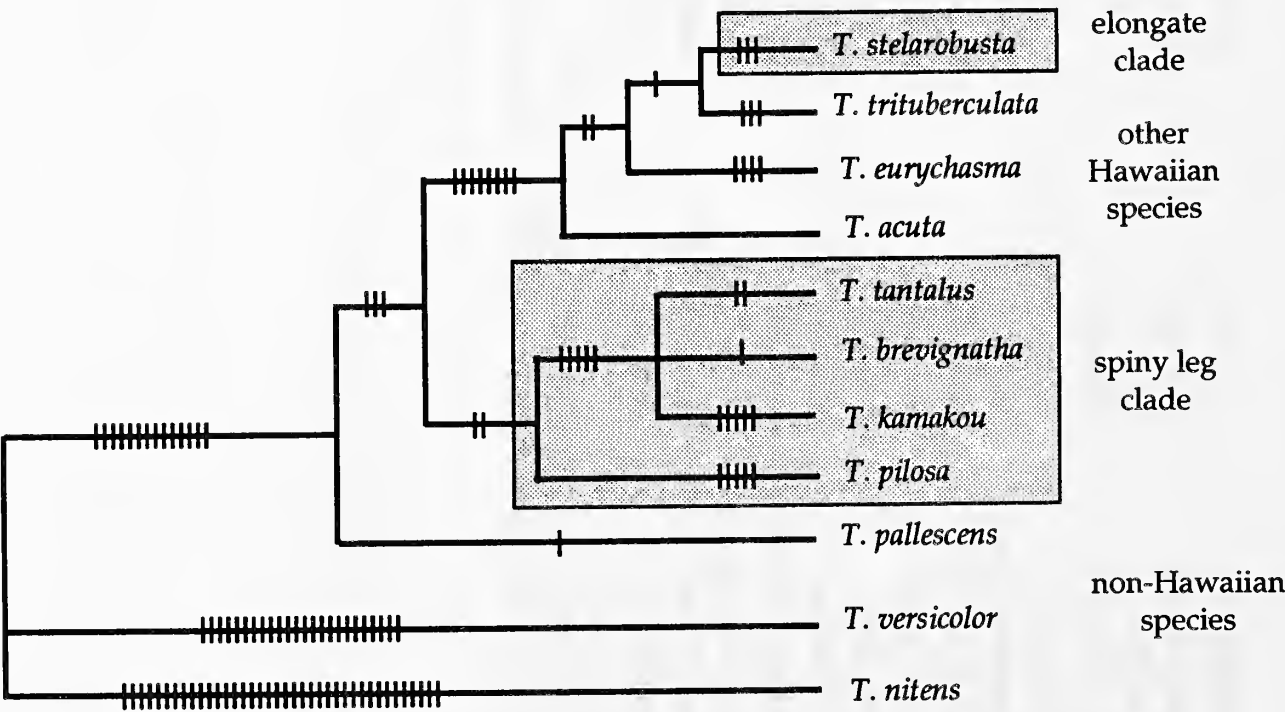 T. stelarobusta
elongate
clade
T. trituberculata
other
Hawaiian
species
T. eurychasma
T. acuta
T. tantalus
T. brevignatha
spiny leg
clade
T. kamakou
T. pilosa
T. pallescens
non-Hawaiian
species
T. versicolor
T. nitens